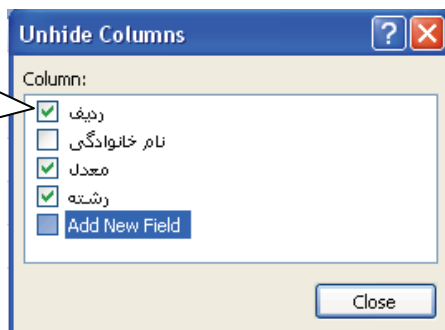 Unhide Columns
Column:
ردیف
نام خانوادگی
معدل
رشته
Add New Field
Close